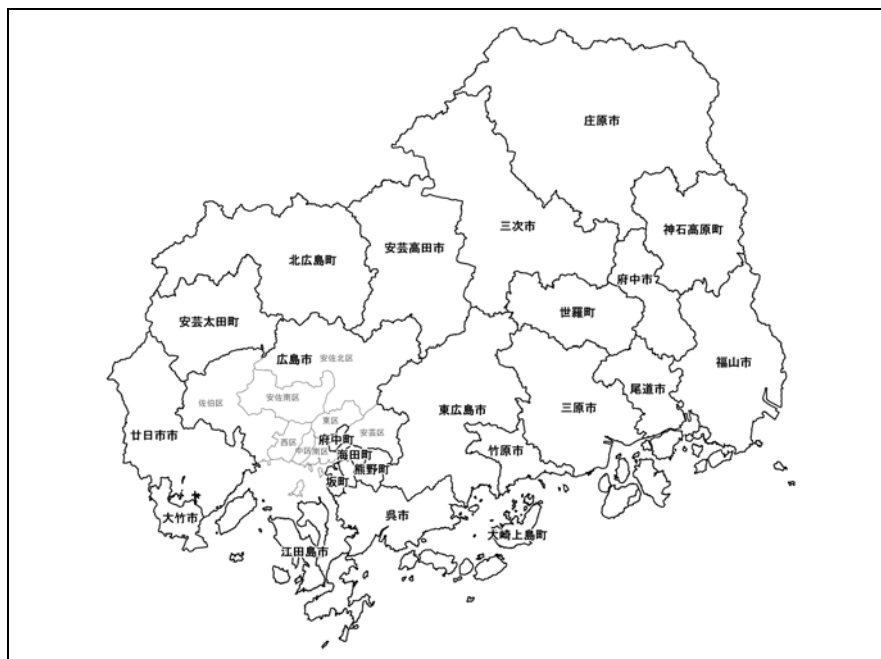 庄原市
三次市
神石高原町
安芸高田市
北広島町
府中市
世羅町
安芸太田町
広島市
安佐北区
福山市
尾道市
安佐南区
佐伯区
東広島市
三原市
東区
廿日市市
安芸区
府中町
西区
中区
南区
竹原市
海田町
熊野町
坂町
大竹市
呉市
大崎上島町
江田島市